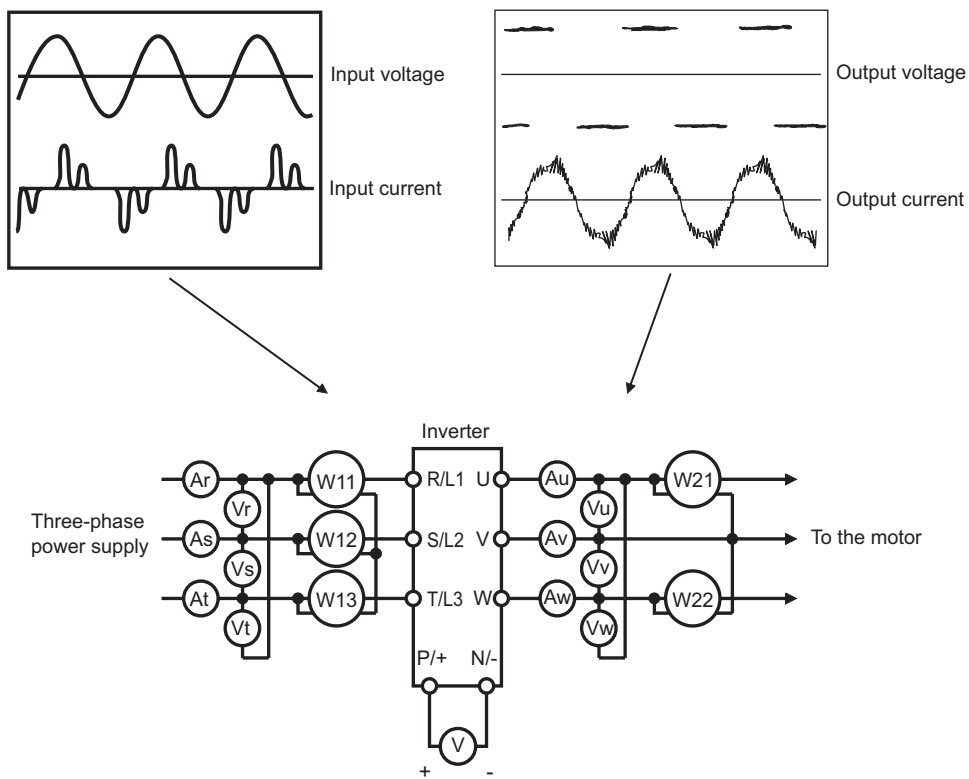 Input voltage
Input current
Output voltage
Output current
Inverter
Three-phase
power supply
Ar
As
At
Vr
Vs
Vt
W11
W12
W13
R/L1
S/L2
T/L3
U
V
W
P/+
N/-
V
+
-
Au
Av
Aw
Vu
Vv
Vw
W21
W22
To the motor